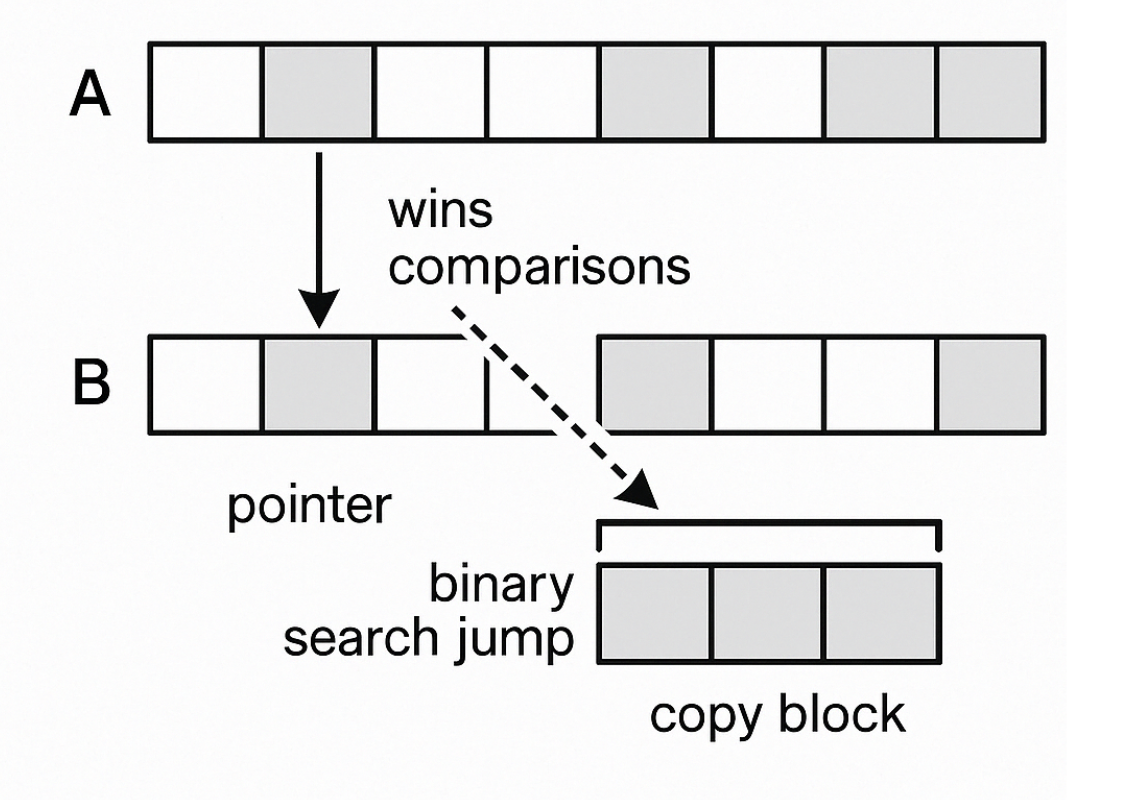 A
wins
comparisons
B
pointer
binary
search jump
copy block